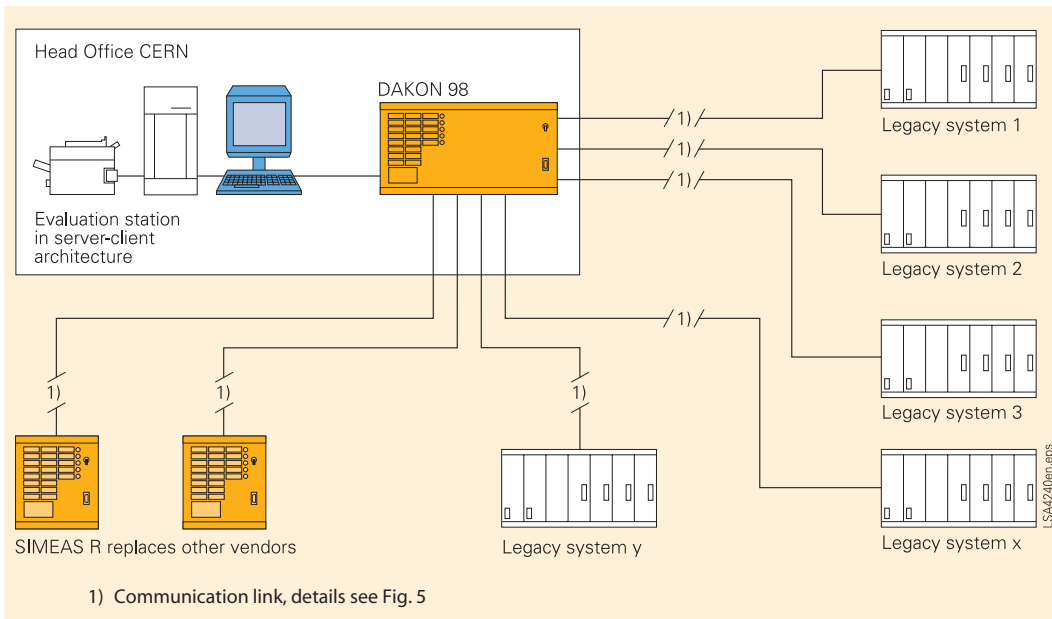 Head Office CERN
DAKON 98
Evaluation station
in server-client
architecture
1)
1)
1)
1)
Legacy system 1
Legacy system 2
Legacy system 3
Legacy system x
1)
1)
1)
SIMEAS R replaces other vendors
Legacy system y
LSA4240en.eps
1) Communication link, details see Fig. 5